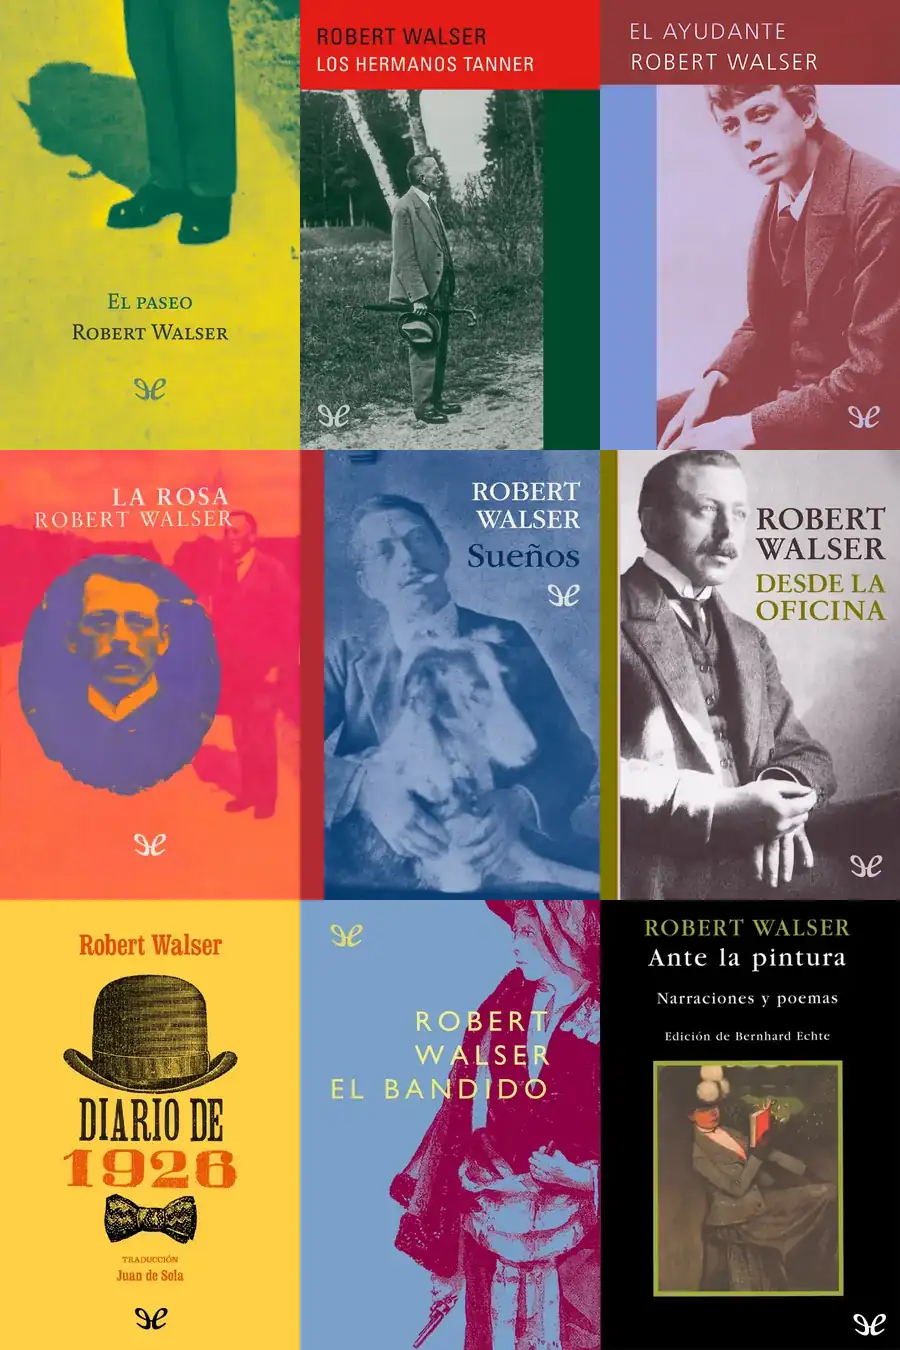 El paseo
Robert Walser
ROBERT WALSER
LOS HERMANOS TANNER
EL AYUDANTE
ROBERT WALSER
LA ROSA
ROBERT WALSER
ROBERT
WALSER
Sueños
ROBERT
WALSER
DESDE LA
OFICINA
Robert Walser
DIARIO DE
1926
TRADUCCIÓN
Juan de Sola
ROBERT
WALSER
EL BANDIDO
ROBERT WALSER
Ante la pintura
Narraciones y poemas
Edición de Bernhard Echte